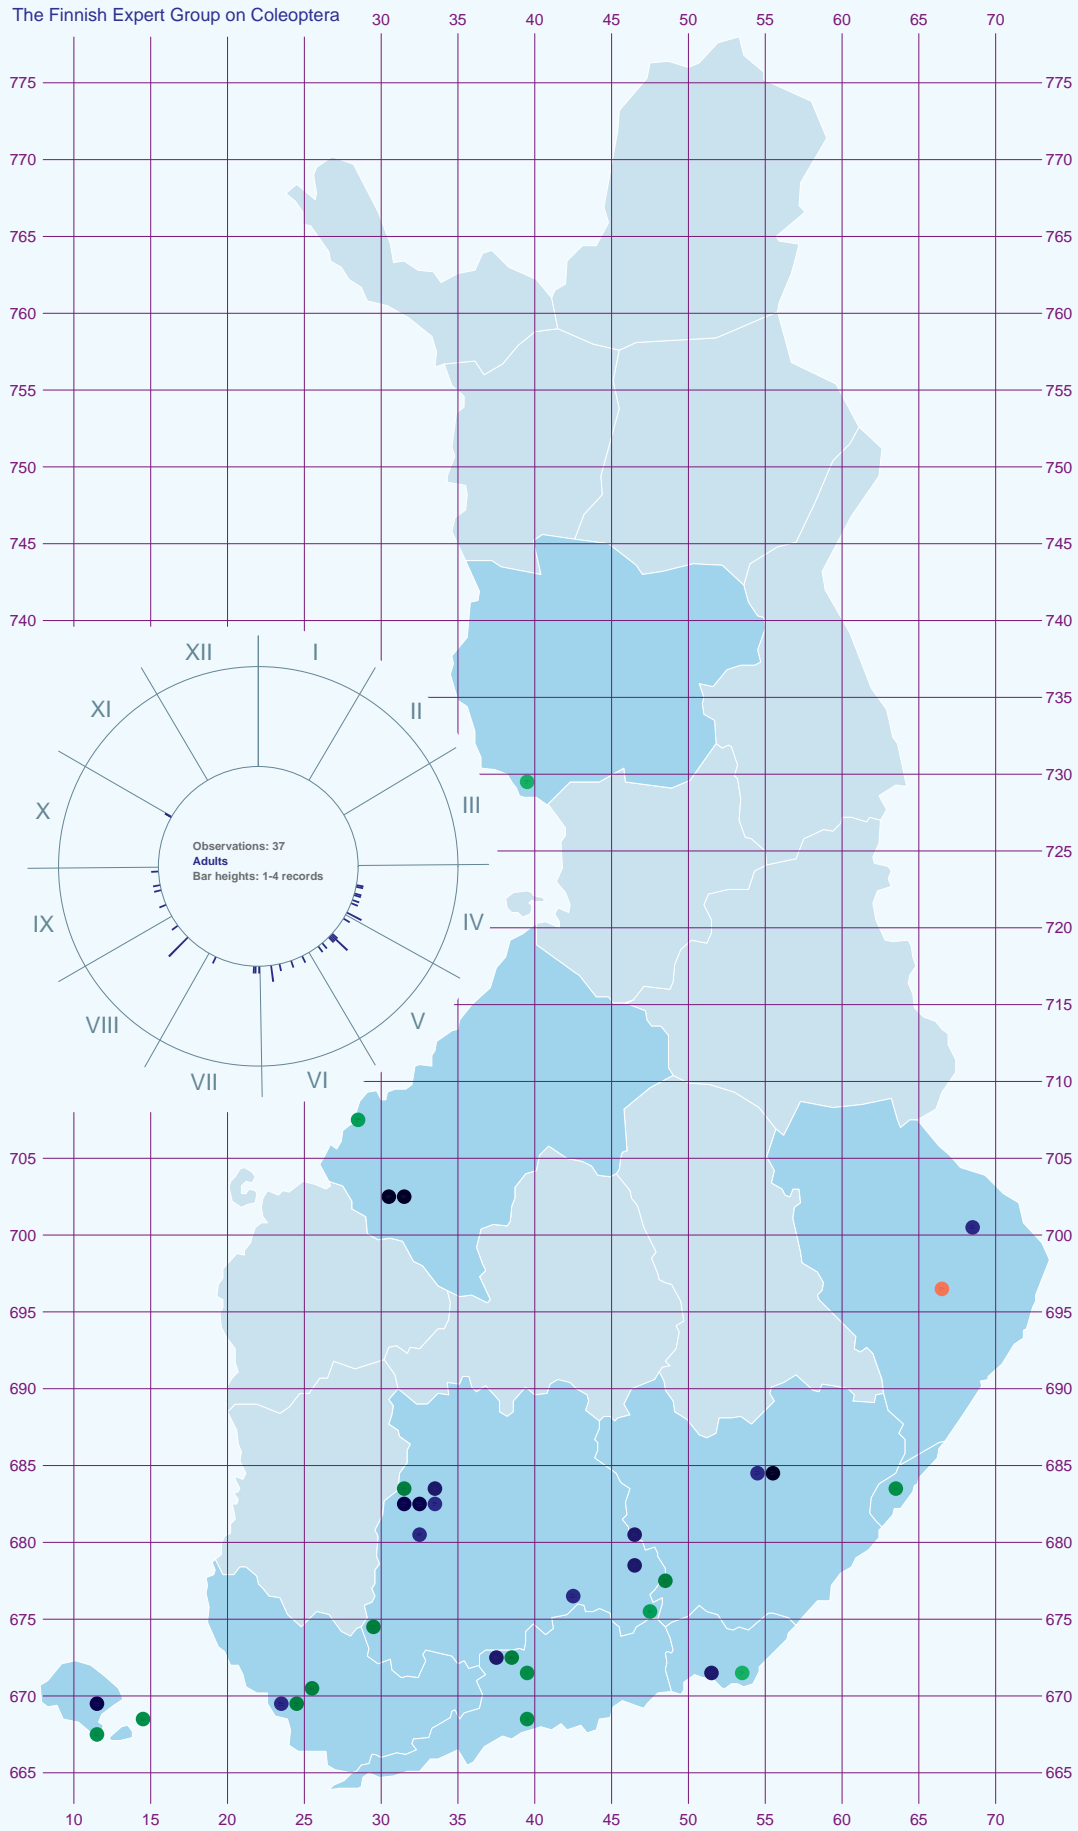 The Finnish Expert Group on Coleoptera
30 35 40 45 50 55 60 65 70
775 775
770 770
765 765
760 760
755 755
750 750
745 745
740 740
XII I
XI II
735
730
X III
Observations: 37
Adults
Bar heights: 1-4 records
725
IX IV 720
715
VIII V
VII VI
710
705 705
700 700
695 695
690 690
685 685
680 680
675 675
670 670
665 665
10 15 20 25 30 35 40 45 50 55 60 65 70